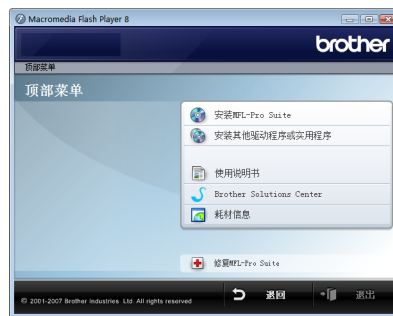 Macromedia Flash Player 8
brother
顶部菜单
顶部菜单
安装MFL-Pro Suite
安装其他驱动程序或实用程序
使用说明书
Brother Solutions Center
耗材信息
修复MFL-Pro Suite
© 2001-2007 Brother Industries Ltd. All rights reserved
退回
退出